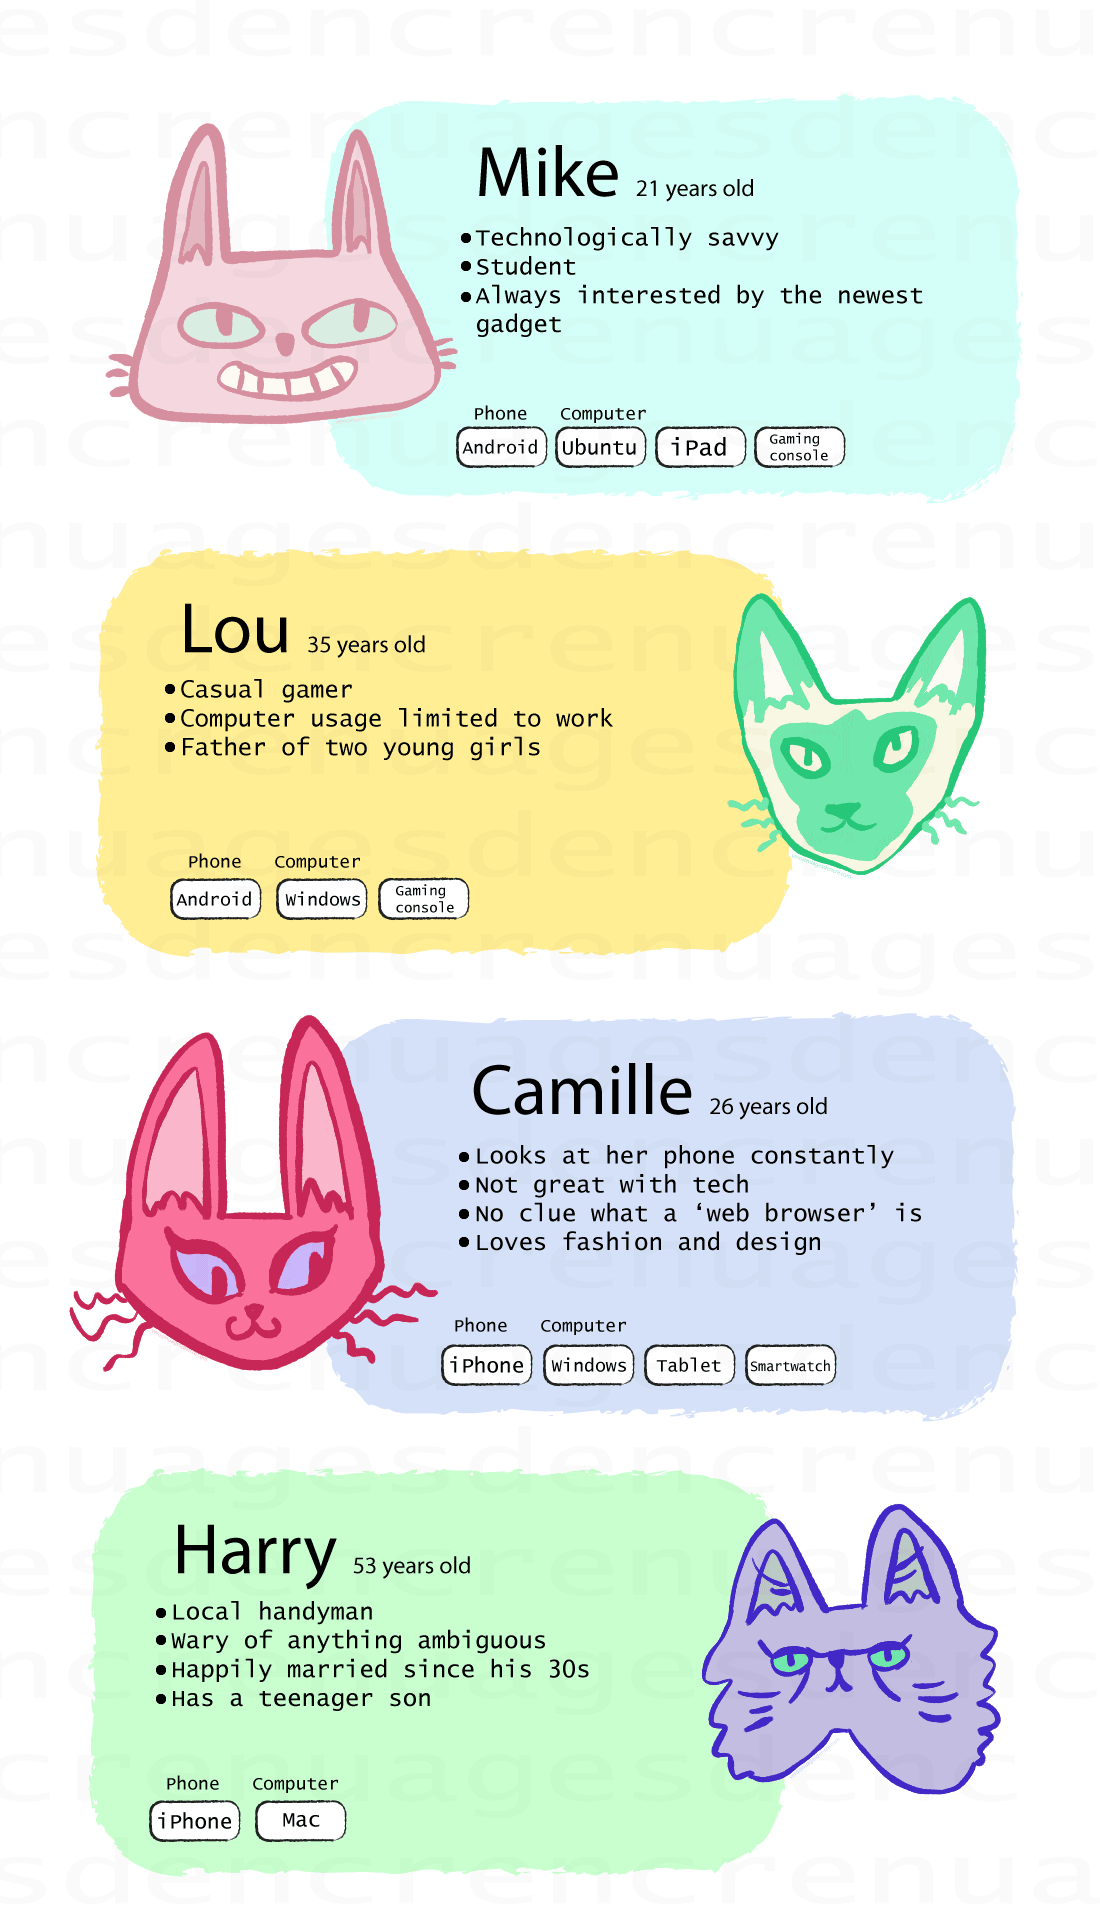 Mike 21 years old
•Technologically savvy
•Student
•Always interested by the newest
gadget
Phone Computer
Android Ubuntu iPad Gaming console
Lou 35 years old
•Casual gamer
•Computer usage limited to work
•Father of two young girls
Phone Computer
Android Windows Gaming console
Camille 26 years old
•Looks at her phone constantly
•Not great with tech
•No clue what a ‘web browser’ is
•Loves fashion and design
Phone Computer
iPhone Windows Tablet Smartwatch
Harry 53 years old
•Local handyman
•Wary of anything ambiguous
•Happily married since his 30s
•Has a teenager son
Phone Computer
iPhone Mac